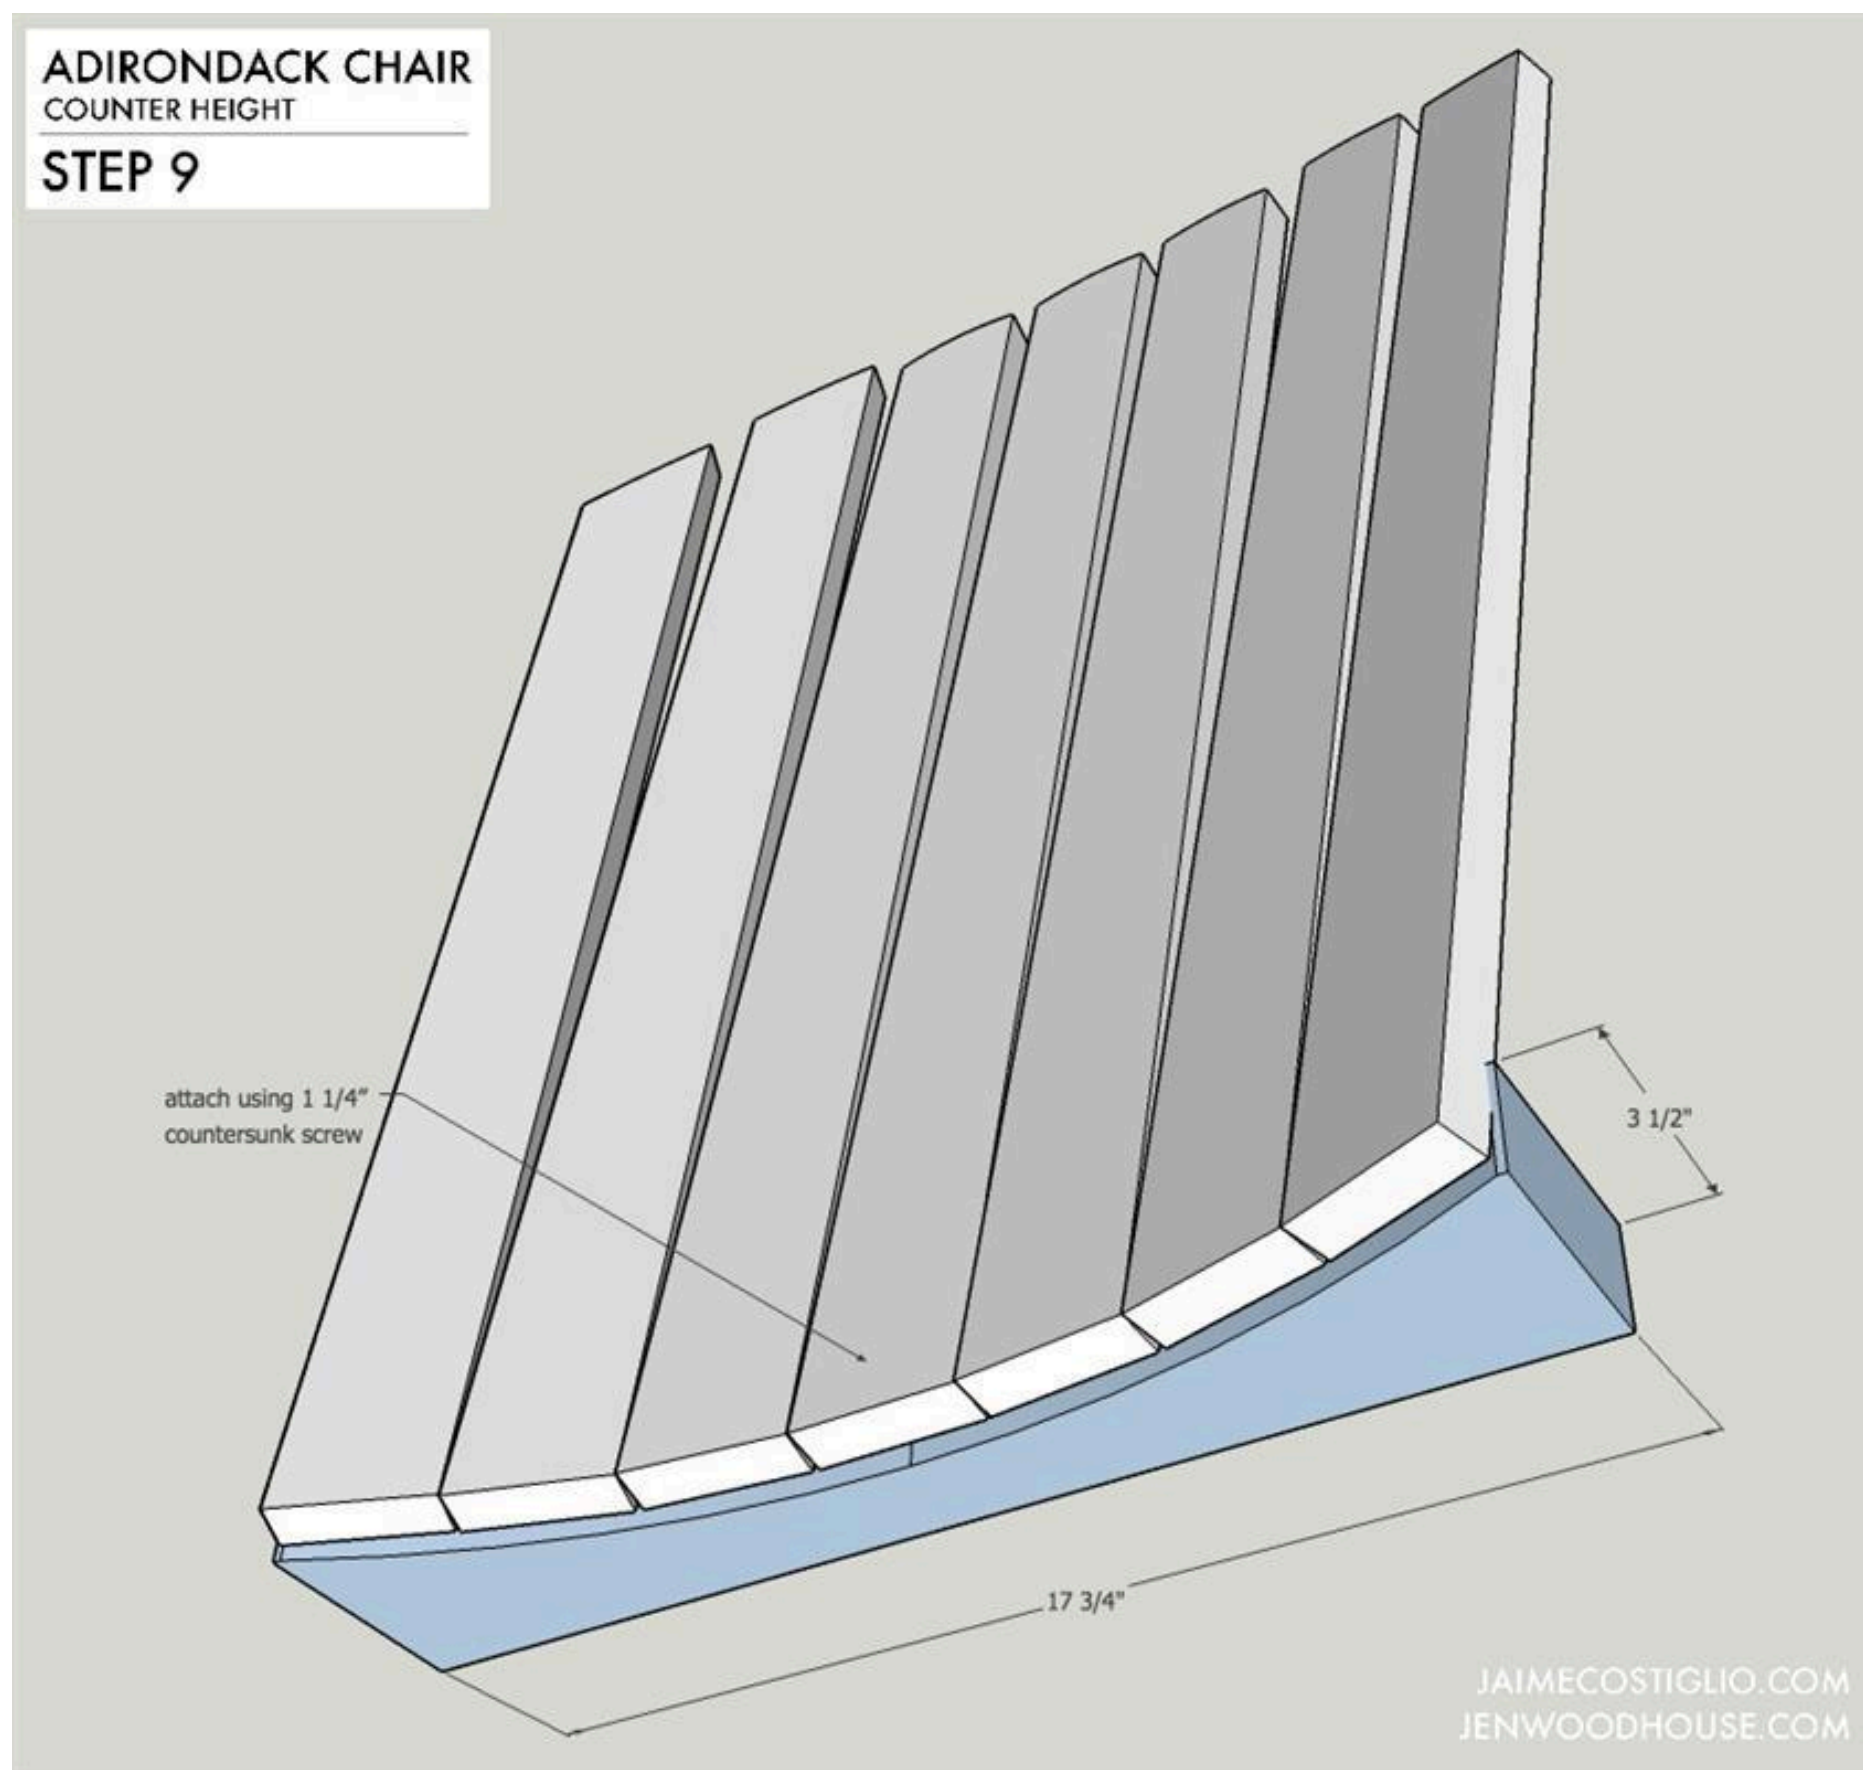 ADIRONDACK CHAIR
COUNTER HEIGHT
STEP 9
attach using 1 1/4"
countersunk screw
3 1/2"
17 3/4"
JAIMECOSTIGLIO.COM
JENWOODHOUSE.COM